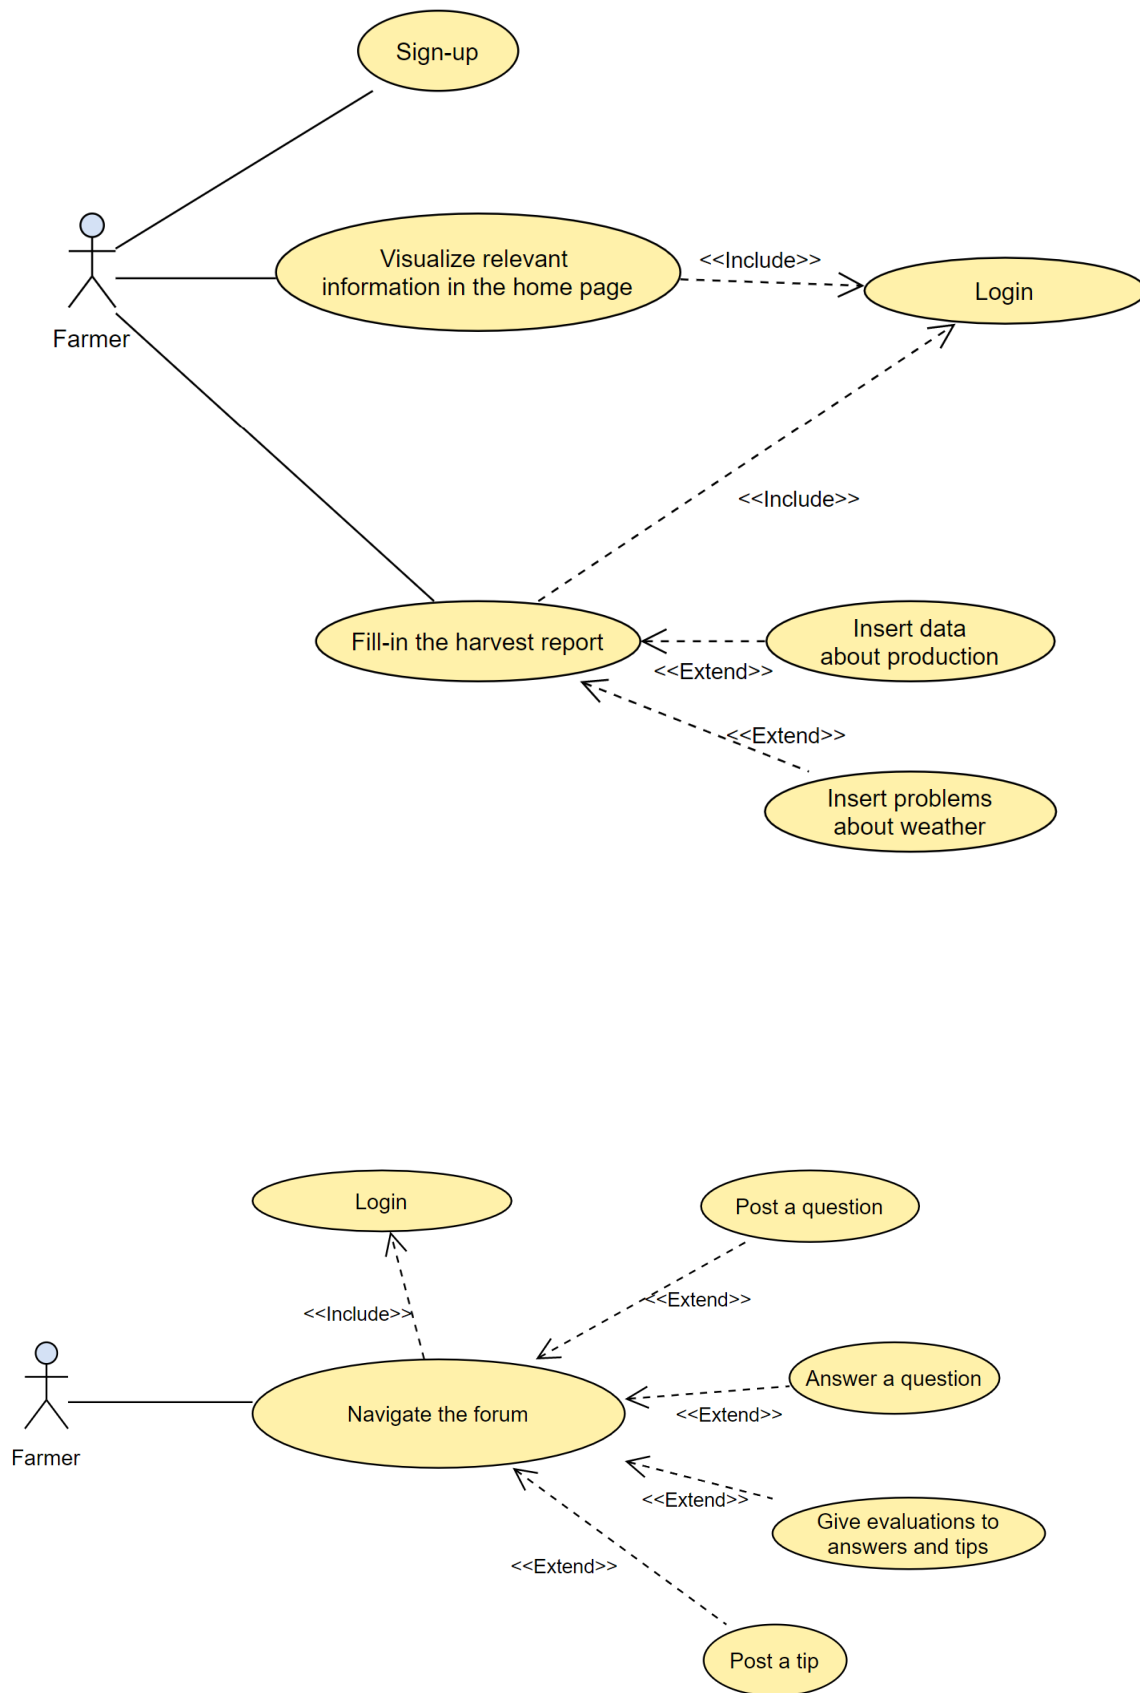 Sign-up
Visualize relevant
information in the home page
<<Include>>
Login
Farmer
<<Include>>
Fill-in the harvest report
Insert data
about production
<<Extend>>
<<Extend>>
Insert problems
about weather
Login
Post a question
<<Include>>
<<Extend>>
Answer a question
Navigate the forum
<<Extend>>
Farmer
<<Extend>>
Give evaluations to
answers and tips
<<Extend>>
Post a tip